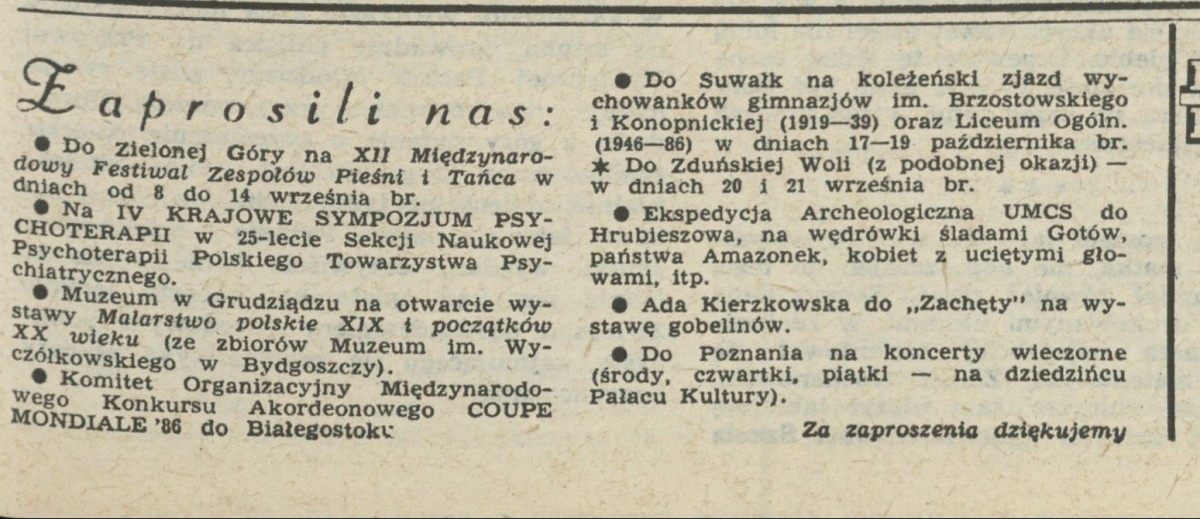 Zaprosili nas:
● Do Zielonej Góry na XII Międzynaro-
dowy Festiwal Zespołów Pieśni i Tańca w
dniach od 8 do 14 września br.
● Na IV KRAJOWE SYMPOZJUM PSY-
CHOTERAPII w 25-lecie Sekcji Naukowej
Psychoterapii Polskiego Towarzystwa Psy-
chiatrycznego.
● Muzeum w Grudziądzu na otwarcie wy-
stawy Malarstwo polskie XIX i początków
XX wieku (ze zbiorów Muzeum im. Wy-
czółkowskiego w Bydgoszczy).
● Komitet Organizacyjny Międzynarodo-
wego Konkursu Akordeonowego COUPE
MONDIALE '86 do Białegostoku
● Do Suwałk na koleżeński zjazd wy-
chowanków gimnazjów im. Brzostowskiego
i Konopnickiej (1919—39) oraz Liceum Ogóln.
(1946—86) w dniach 17—19 października br.
★ Do Zduńskiej Woli (z podobnej okazji) —
w dniach 20 i 21 września br.
● Ekspedycja Archeologiczna UMCS do
Hrubieszowa, na wędrówki śladami Gotów,
państwa Amazonek, kobiet z uciętymi gło-
wami, itp.
● Ada Kierzkowska do „Zachęty" na wy-
stawę gobelinów.
● Do Poznania na koncerty wieczorne
(środy, czwartki, piątki — na dziedzińcu
Pałacu Kultury).
Za zaproszenia dziękujemy